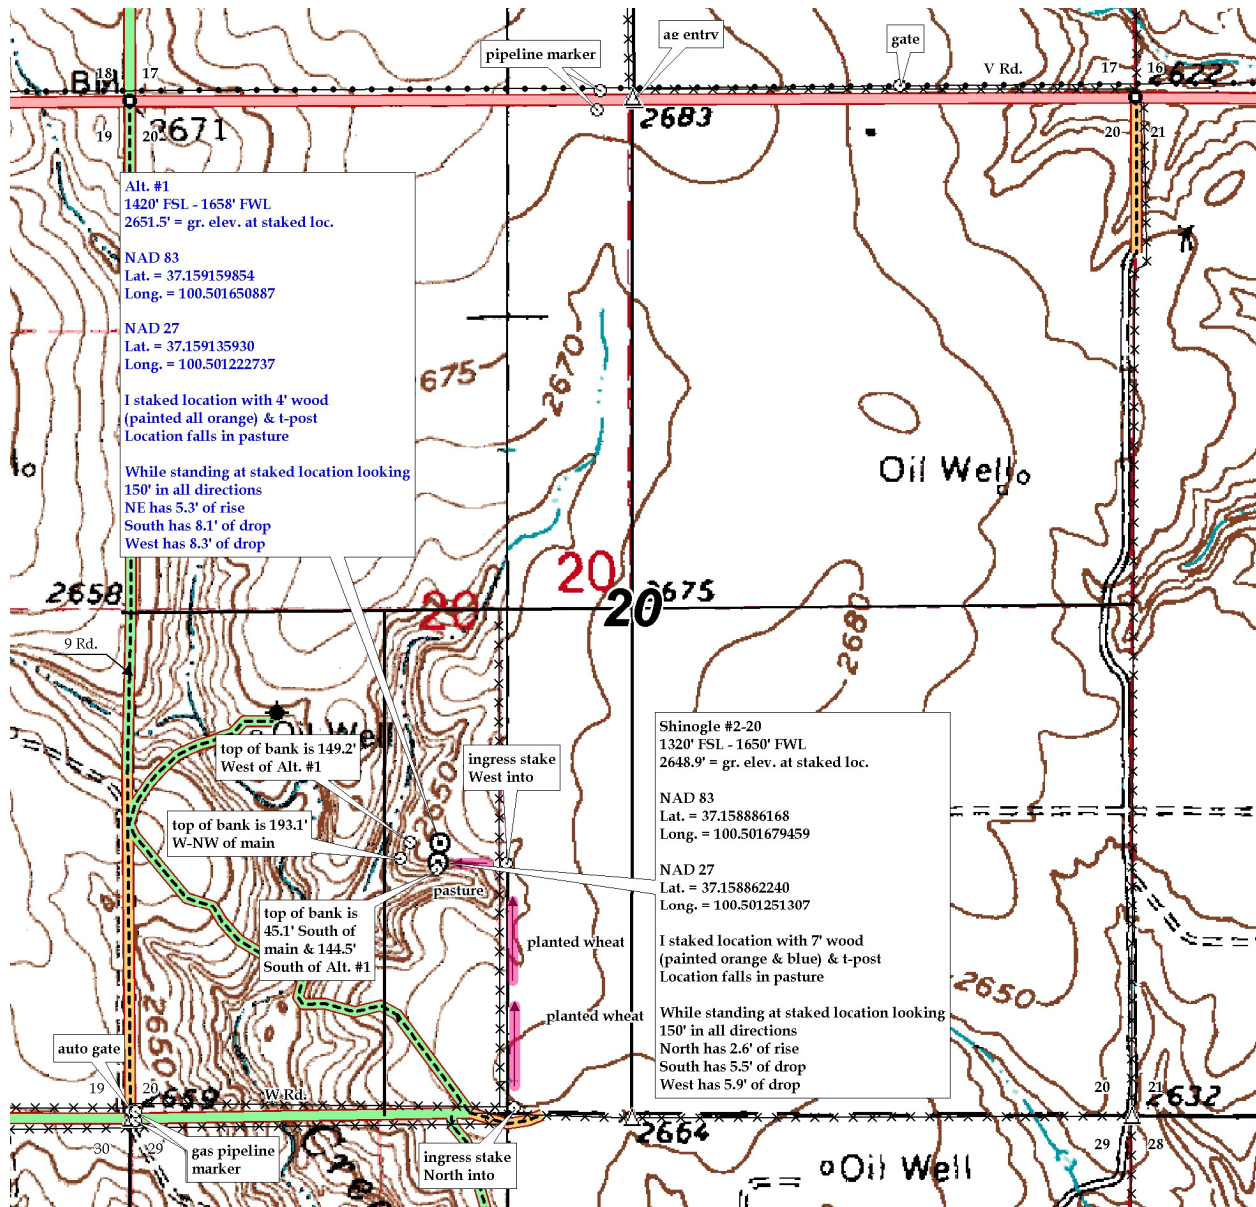 ag entry
pipeline marker
gate
V Rd.
18 17
17 16
Bir
2622
2671
2683
19 20
20 21
Alt. #1
1420' FSL - 1658' FWL
2651.5' = gr. elev. at staked loc.
NAD 83
Lat. = 37.159159854
Long. = 100.501650887
NAD 27
Lat. = 37.159135930
Long. = 100.501222737
I staked location with 4' wood
(painted all orange) & t-post
Location falls in pasture
While standing at staked location looking
150' in all directions
NE has 5.3' of rise
South has 8.1' of drop
West has 8.3' of drop
675
2670
Oil Well
20
2658
20
20
2675
2680
9 Rd.
Oil Well
top of bank is 149.2'
West of Alt. #1
ingress stake
West into
2650
top of bank is 193.1'
W-NW of main
pasture
top of bank is
45.1' South of
main & 144.5'
South of Alt. #1
planted wheat
planted wheat
Shinogle #2-20
1320' FSL - 1650' FWL
2648.9' = gr. elev. at staked loc.
NAD 83
Lat. = 37.158886168
Long. = 100.501679459
NAD 27
Lat. = 37.158862240
Long. = 100.501251307
I staked location with 7' wood
(painted orange & blue) & t-post
Location falls in pasture
While standing at staked location looking
150' in all directions
North has 2.6' of rise
South has 5.5' of drop
West has 5.9' of drop
2650
2650
auto gate
19 20
2659
W Rd.
20 21
2632
30 29
gas pipeline
marker
Cree
ingress stake
North into
2664
29 28
Oil Well